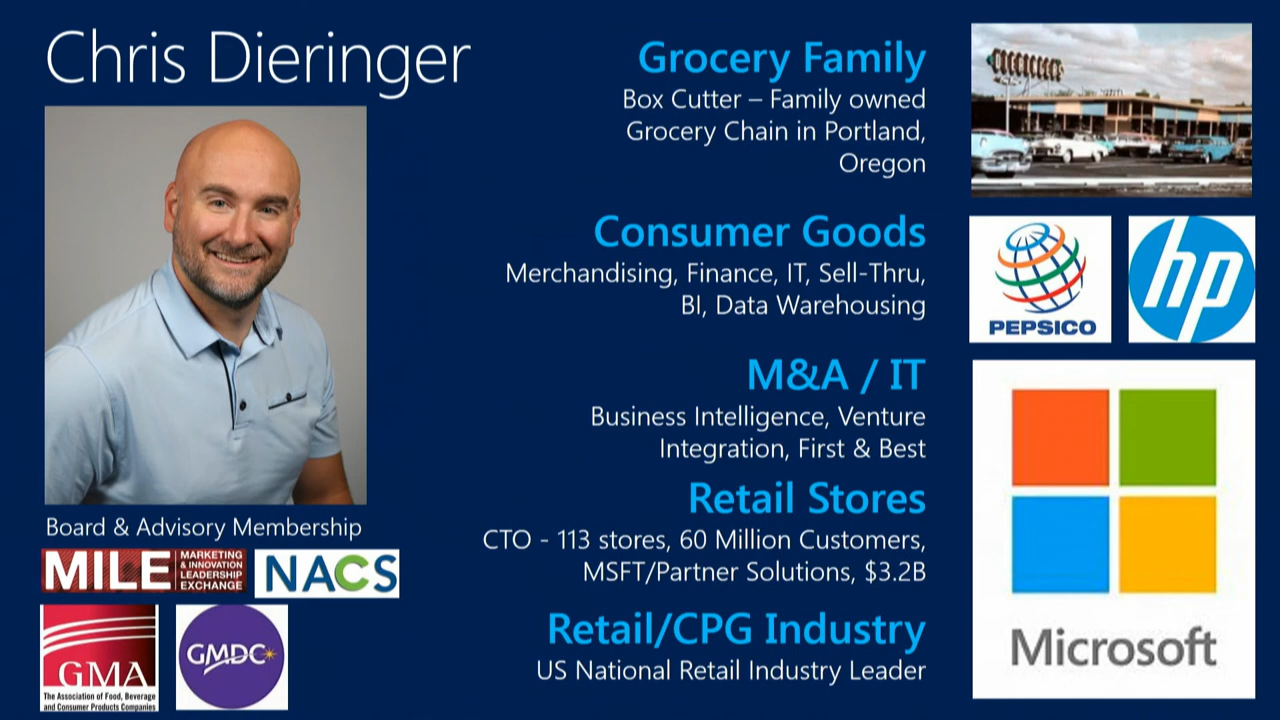 Chris Dieringer
Grocery Family
Box Cutter – Family owned
Grocery Chain in Portland,
Oregon
Consumer Goods
Merchandising, Finance, IT, Sell-Thru,
BI, Data Warehousing
PEPSICO
hp
M&A / IT
Business Intelligence, Venture
Integration, First & Best
Retail Stores
CTO - 113 stores, 60 Million Customers,
MSFT/Partner Solutions, $3.2B
Retail/CPG Industry
US National Retail Industry Leader
Microsoft
Board & Advisory Membership
MILE
MARKETING
& INNOVATION
LEADERSHIP
EXCHANGE
NACS
GMA
The Association of Food, Beverage
and Consumer Products Companies
GMDC